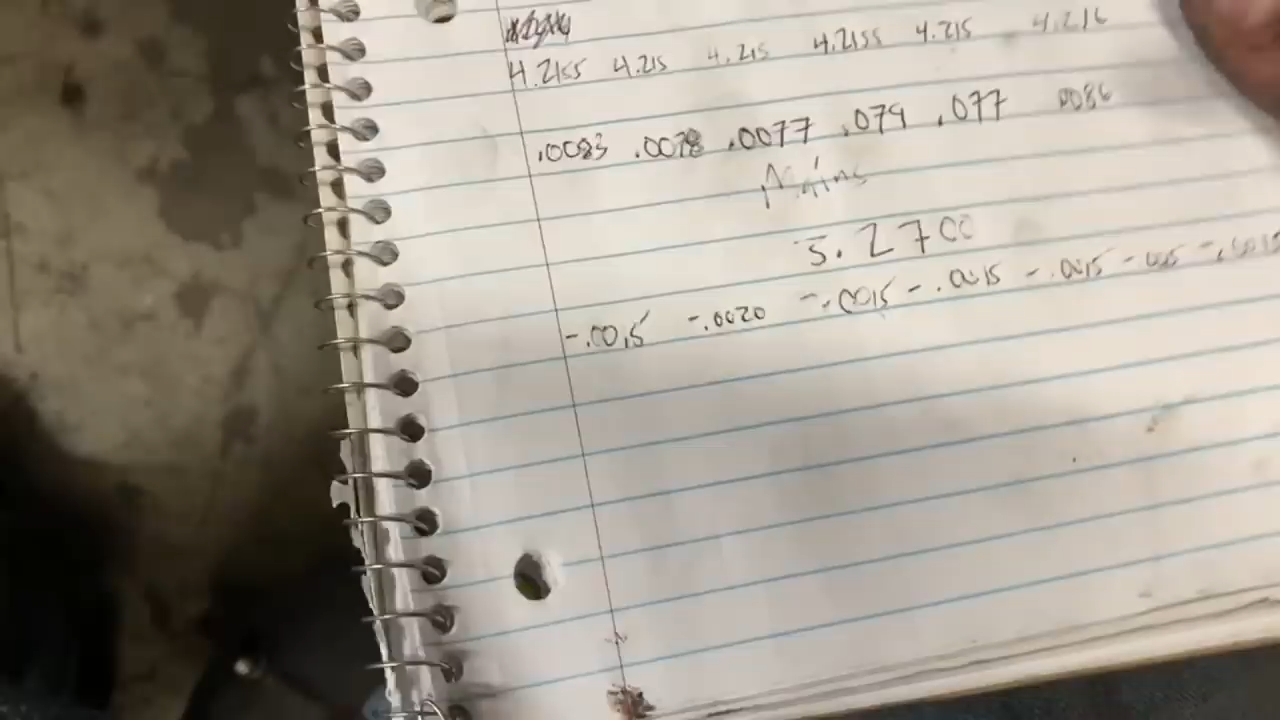 4.2155 4.215 4.215 4.2155 4.215 4.216
.0083 .0078 .0077 .079 .077 0086
Mains
5.2700
-.0015 -.0020 -.0015 -.0015 -.0015